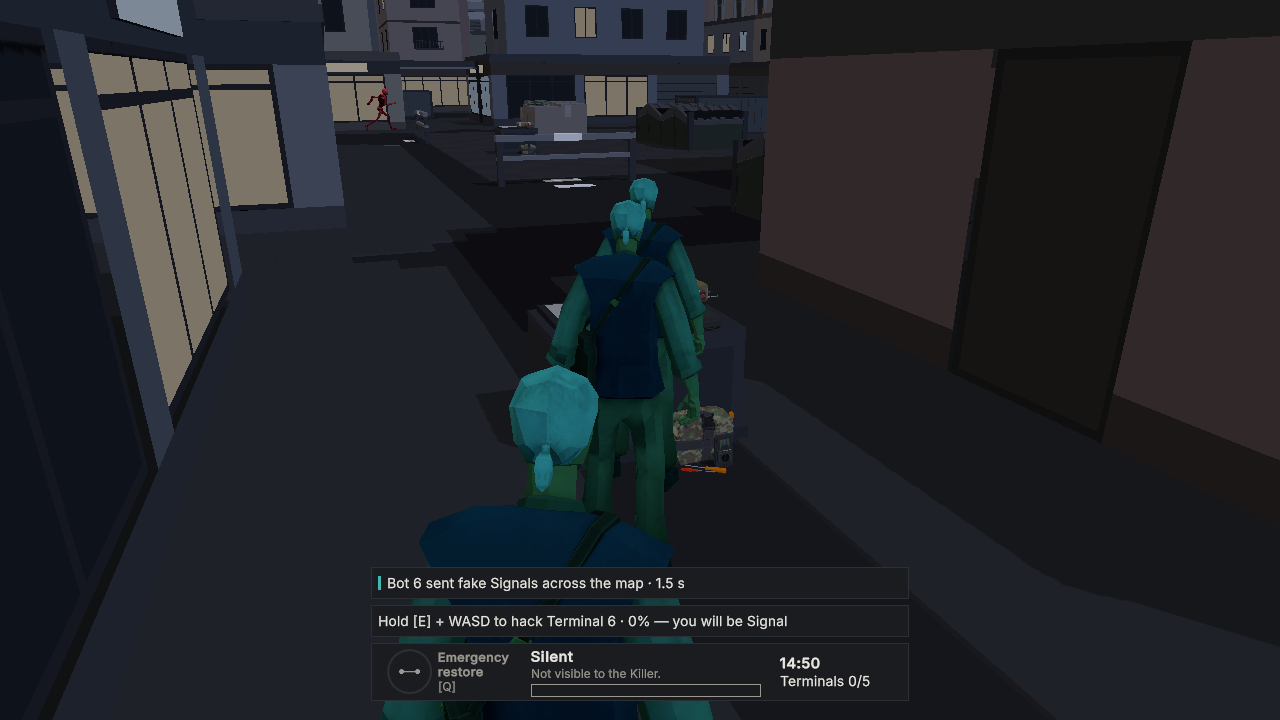 Bot 6 sent fake Signals across the map · 1.5 s
Hold [E] + WASD to hack Terminal 6 · 0% — you will be Signal
Emergency restore
[Q]
Silent
Not visible to the Killer.
14:50
Terminals 0/5